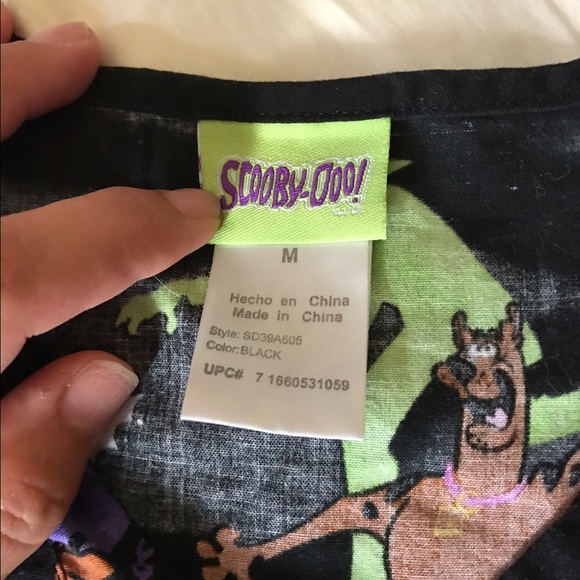 SCOOBY-DOO!
M
Hecho en China
Made in China
Style: SD39A605
Color:BLACK
UPC# 7 1660531059